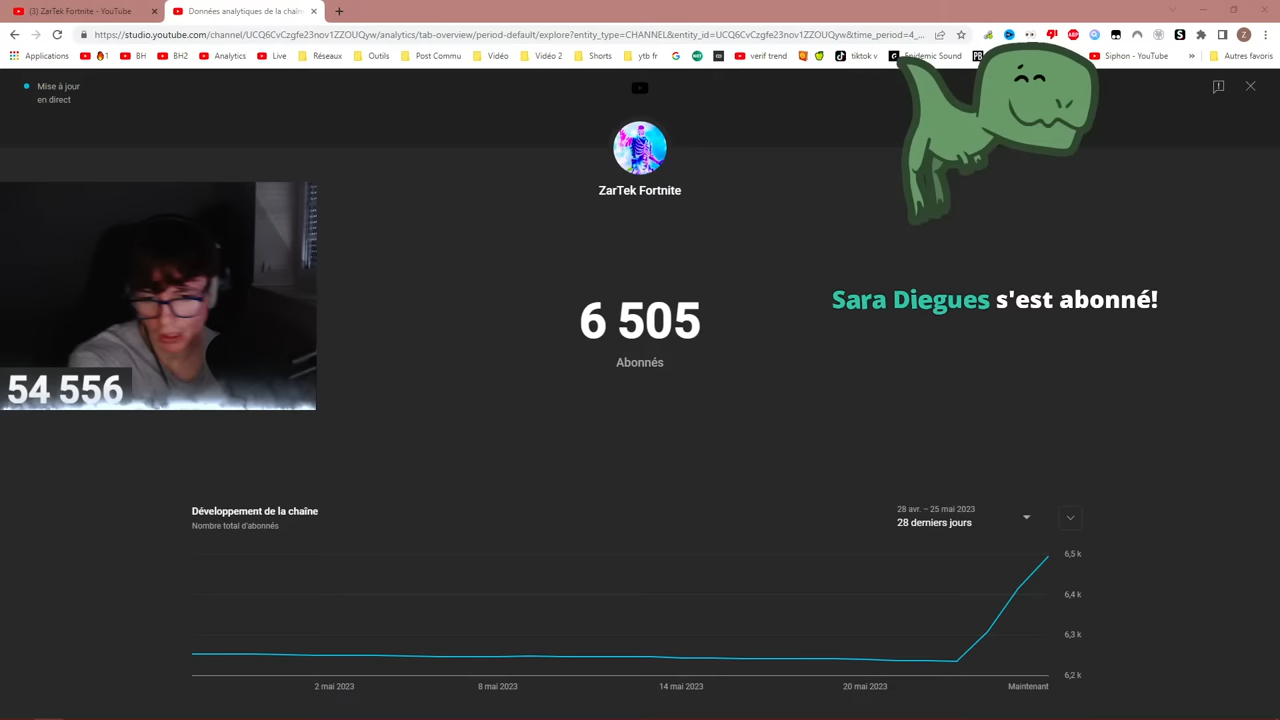 (3) ZarTek Fortnite - YouTube
Données analytiques de la chaîne
https://studio.youtube.com/channel/UCQ6CvCzgfe23nov1ZZOUQyw/analytics/tab-overview/period-default/explore?entity_type=CHANNEL&entity_id=UCQ6CvCzgfe23nov1ZZOUQyw&time_period=4_...
Applications 1 BH BH2 Analytics Live Réseaux Outils Post Commu Vidéo Vidéo 2 Shorts ytb fr verif trend tiktok v Epidemic Sound Siphon - YouTube » Autres favoris
Mise à jour
en direct
ZarTek Fortnite
6 505
Abonnés
Sara Diegues s'est abonné!
54 556
Développement de la chaîne
Nombre total d'abonnés
28 avr. – 25 mai 2023
28 derniers jours
6,5 k
6,4 k
6,3 k
6,2 k
2 mai 2023 8 mai 2023 14 mai 2023 20 mai 2023 Maintenant